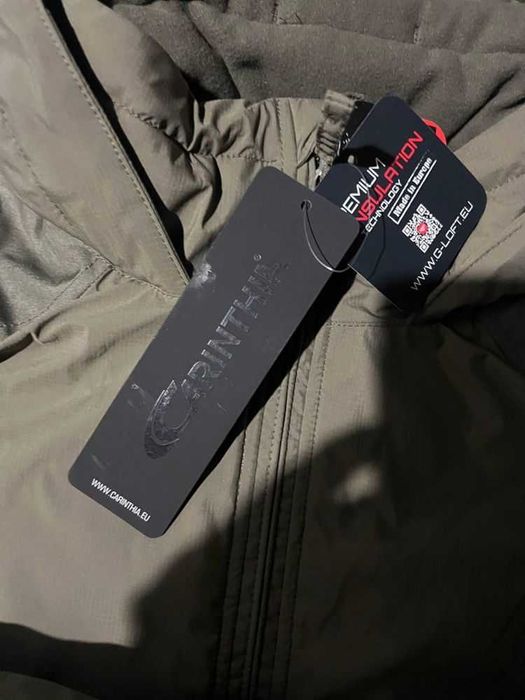 CARINTHIA®
WWW.CARINTHIA.EU
PREMIUM
INSULATION
TECHNOLOGY
Made in Europe
WWW.G-LOFT.EU